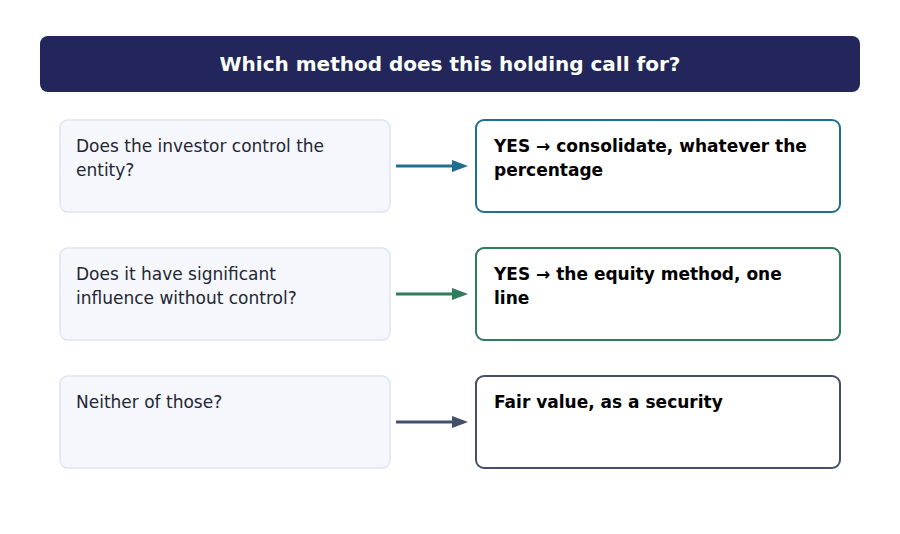 Which method does this holding call for?
Does the investor control the
entity?
YES → consolidate, whatever the
percentage
Does it have significant
influence without control?
YES → the equity method, one
line
Neither of those?
Fair value, as a security